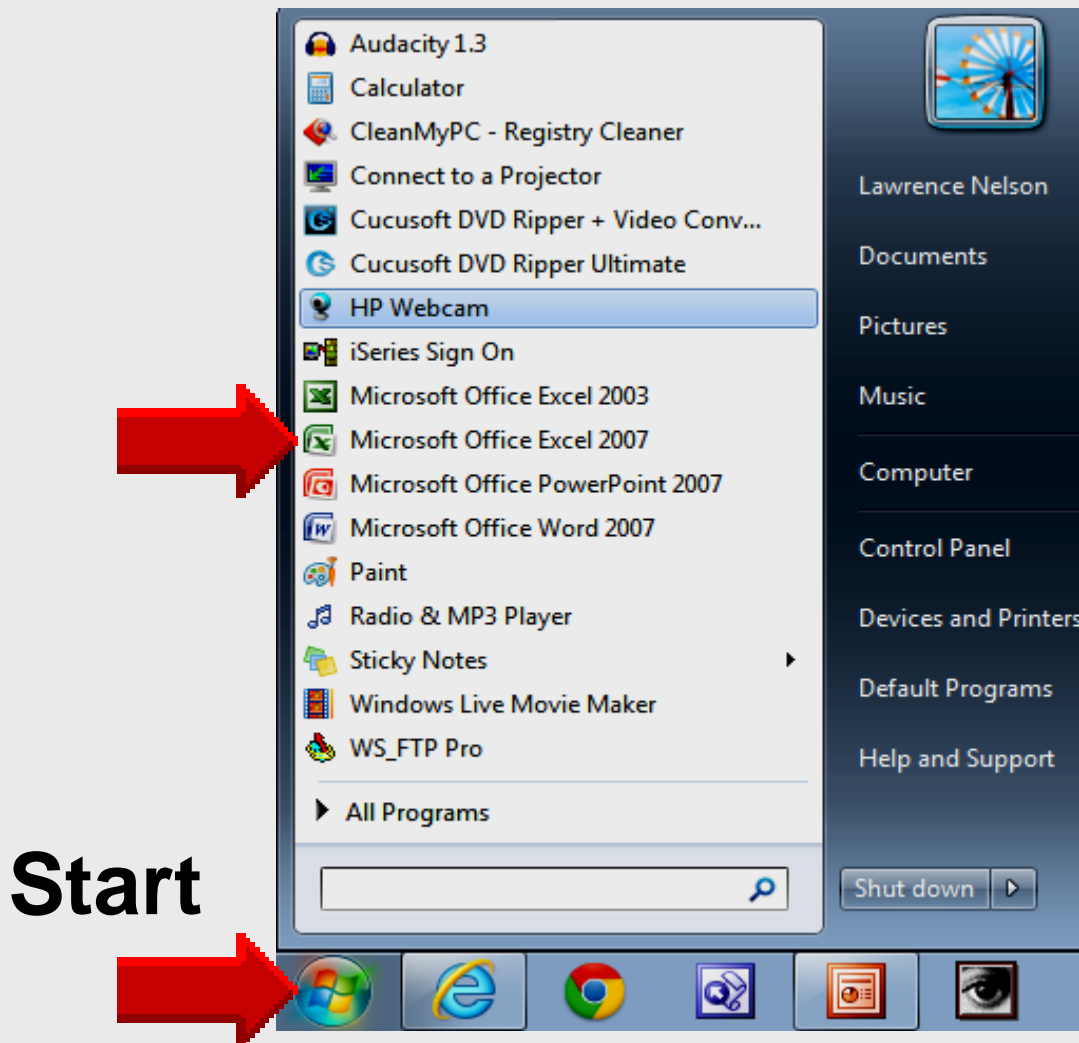 Audacity 1.3
Calculator
CleanMyPC - Registry Cleaner
Connect to a Projector
Cucusoft DVD Ripper + Video Conv...
Cucusoft DVD Ripper Ultimate
HP Webcam
iSeries Sign On
Microsoft Office Excel 2003
Microsoft Office Excel 2007
Microsoft Office PowerPoint 2007
Microsoft Office Word 2007
Paint
Radio & MP3 Player
Sticky Notes
Windows Live Movie Maker
WS_FTP Pro
All Programs
Lawrence Nelson
Documents
Pictures
Music
Computer
Control Panel
Devices and Printers
Default Programs
Help and Support
Shut down
Start